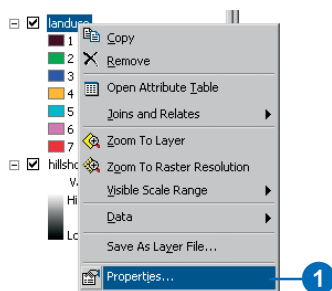 landuse
1
2
3
4
5
6
7
hillsh
V
Hi
Lo
Copy
Remove
Open Attribute Table
Joins and Relates
Zoom To Layer
Zoom To Raster Resolution
Visible Scale Range
Data
Save As Layer File...
Properties...
1